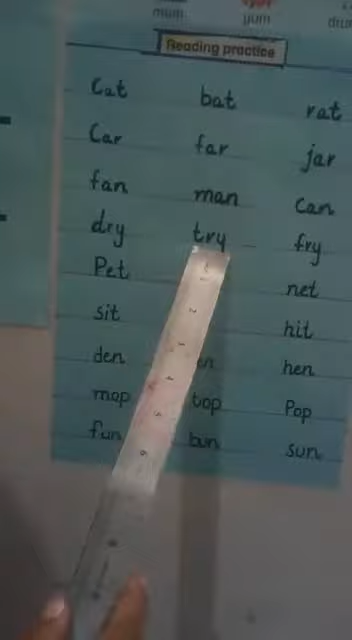 mum yum
Reading practice
Cat bat rat
Car far jar
fan man can
dry try fry
Pet net
sit hit
den hen
mop top Pop
fun bun sun